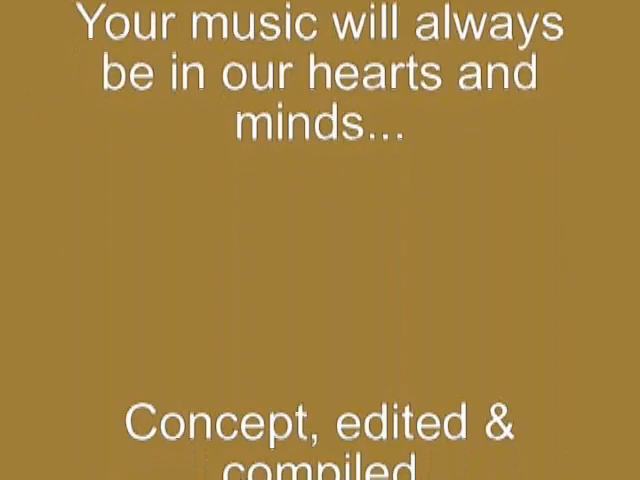 Your music will always
be in our hearts and
minds...
Concept, edited &
compiled